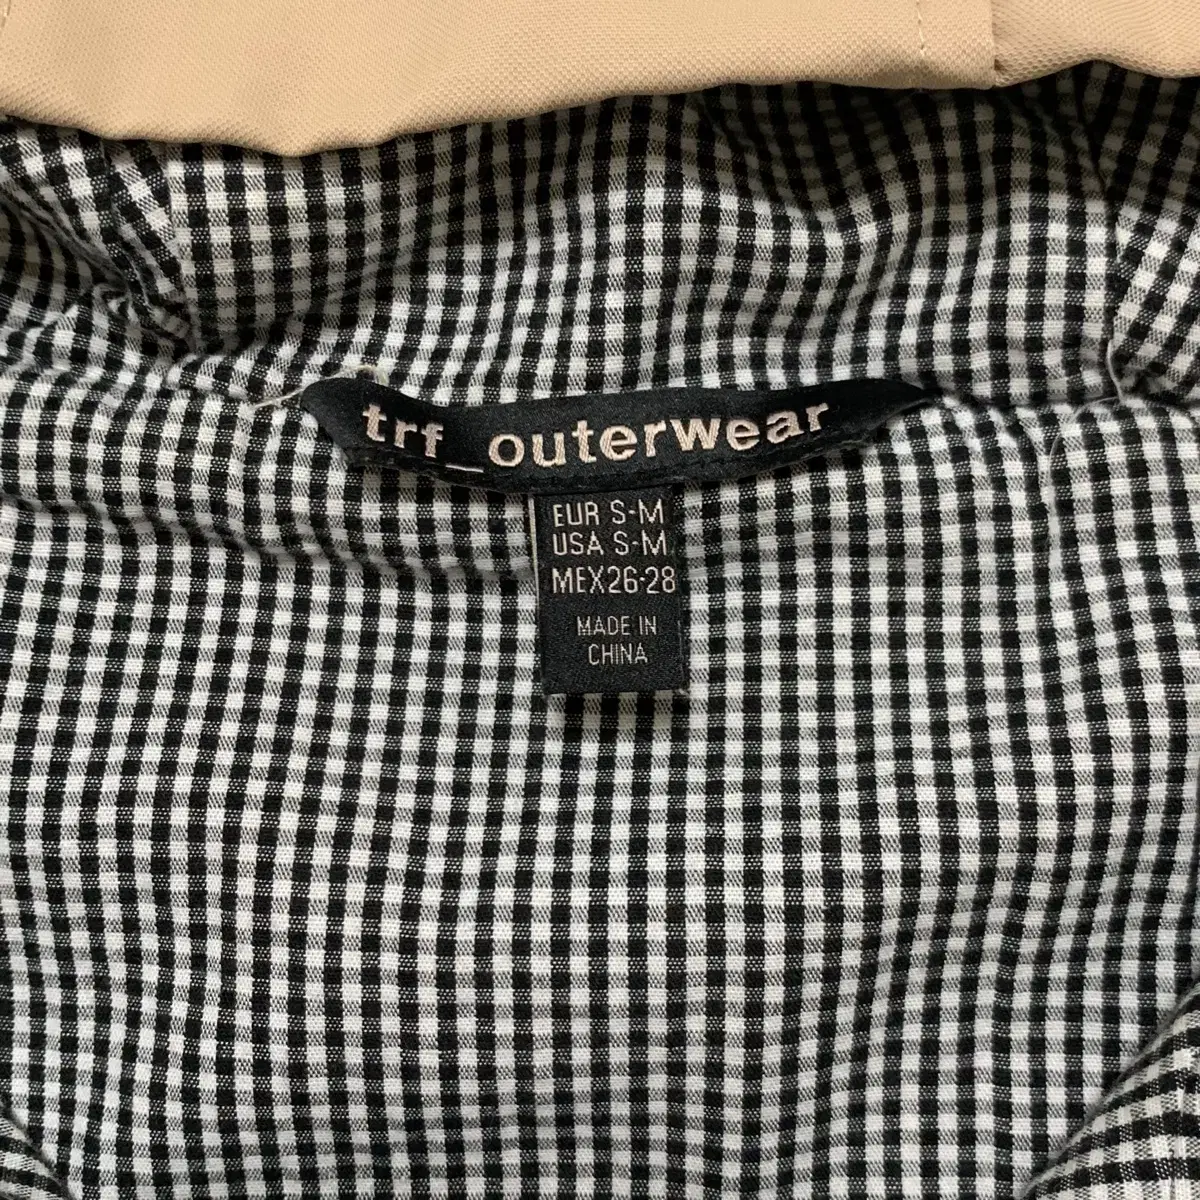 trf_outerwear
EUR S-M
USA S-M
MEX26-28
MADE IN
CHINA